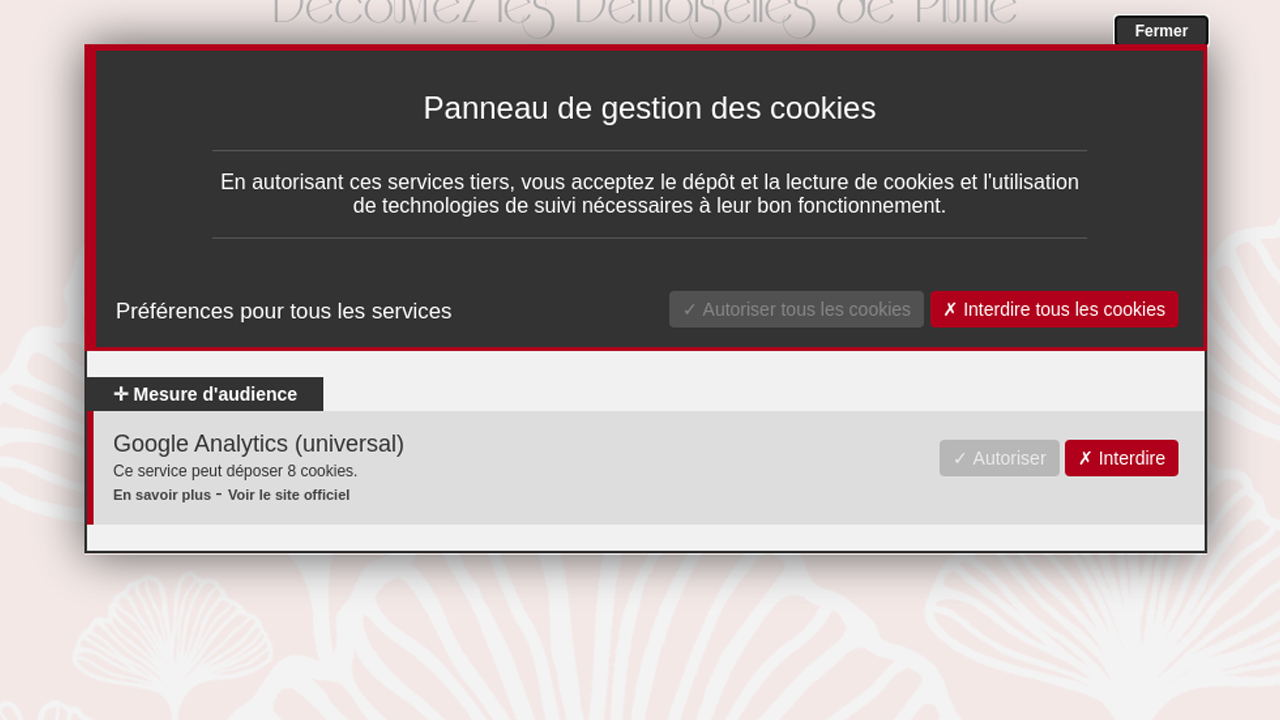 Découvrez les Demoiselles de Plume
Fermer
Panneau de gestion des cookies
En autorisant ces services tiers, vous acceptez le dépôt et la lecture de cookies et l'utilisation
de technologies de suivi nécessaires à leur bon fonctionnement.
Préférences pour tous les services
✓ Autoriser tous les cookies
✗ Interdire tous les cookies
✛ Mesure d'audience
Google Analytics (universal)
Ce service peut déposer 8 cookies.
En savoir plus - Voir le site officiel
✓ Autoriser
✗ Interdire